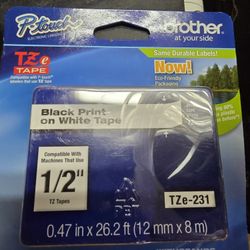 P-touch
brother
at your side
TZe
TAPE
Same Durable Labels!
Now!
Eco-Friendly
Packaging
Black Print
on White Tape
Compatible With
Machines That Use
1/2"
TZ Tapes
TZe-231
0.47 in x 26.2 ft (12 mm x 8 m)